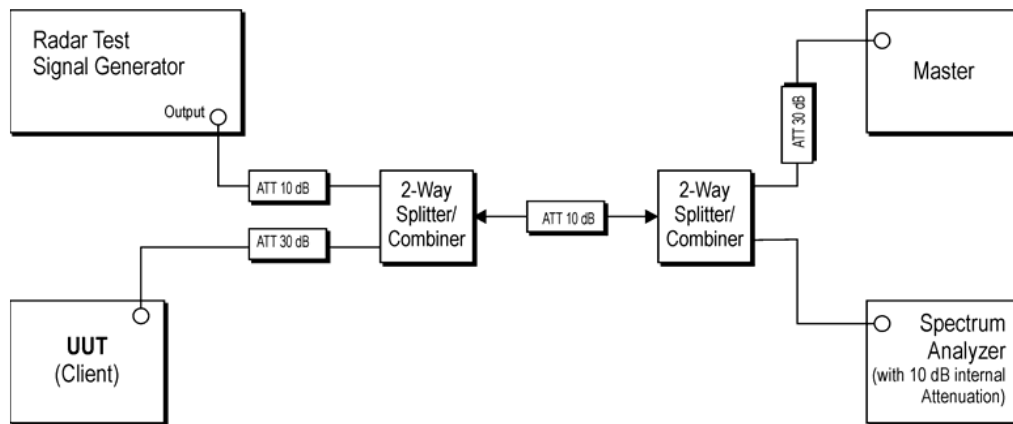 Radar Test
Signal Generator
Output
ATT 10 dB
ATT 30 dB
UUT
(Client)
2-Way
Splitter/
Combiner
ATT 10 dB
2-Way
Splitter/
Combiner
ATT 30 dB
Master
Spectrum
Analyzer
(with 10 dB internal
Attenuation)